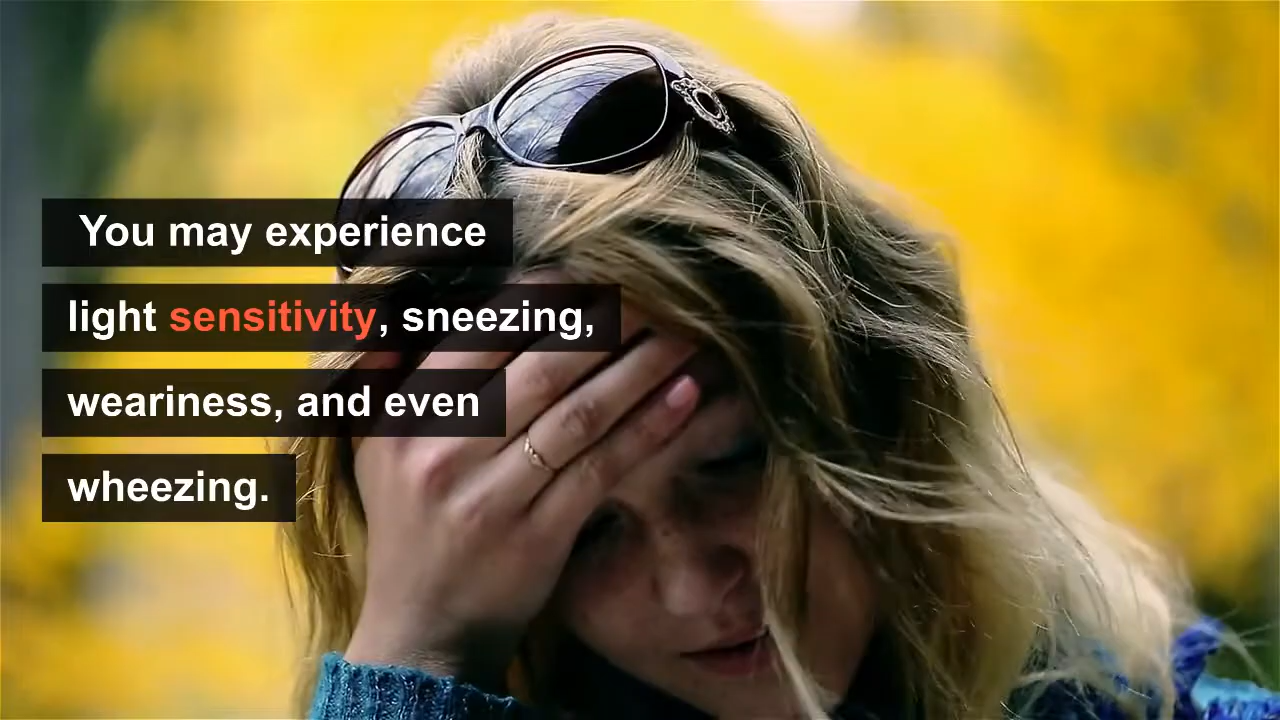 You may experience
light sensitivity, sneezing,
weariness, and even
wheezing.